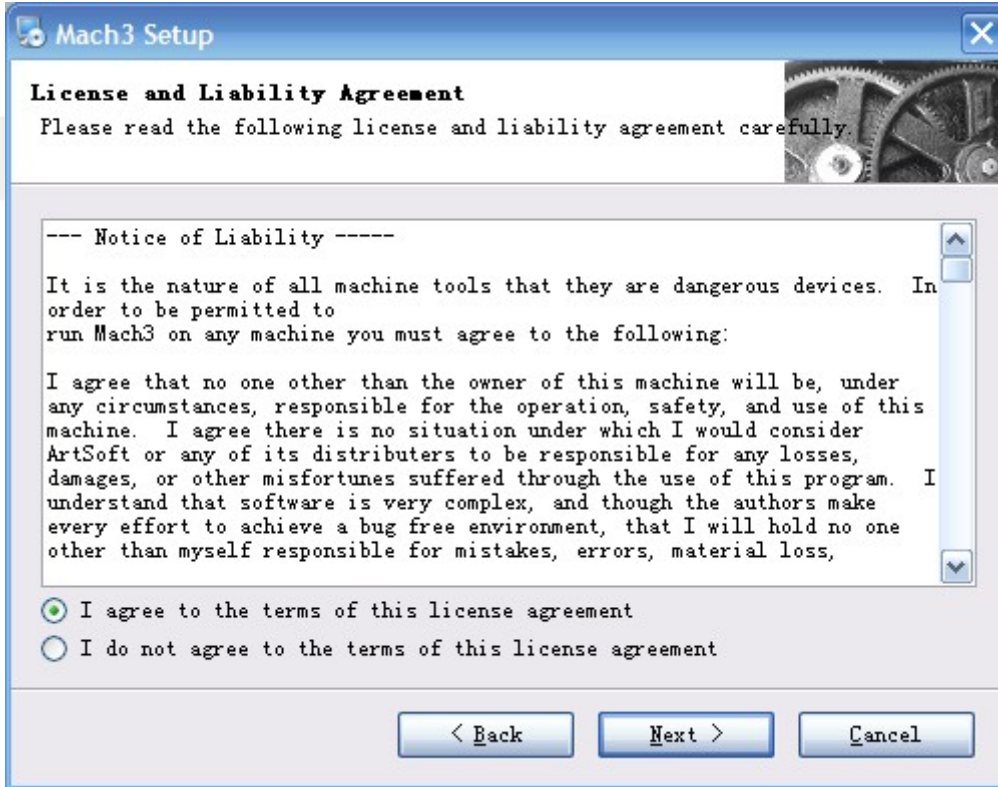 Mach3 Setup
License and Liability Agreement
Please read the following license and liability agreement carefully.
--- Notice of Liability -----
It is the nature of all machine tools that they are dangerous devices.  In
order to be permitted to
run Mach3 on any machine you must agree to the following:
I agree that no one other than the owner of this machine will be, under
any circumstances, responsible for the operation, safety, and use of this
machine.  I agree there is no situation under which I would consider
ArtSoft or any of its distributers to be responsible for any losses,
damages, or other misfortunes suffered through the use of this program.  I
understand that software is very complex, and though the authors make
every effort to achieve a bug free environment, that I will hold no one
other than myself responsible for mistakes, errors, material loss,
I agree to the terms of this license agreement
I do not agree to the terms of this license agreement
< Back Next > Cancel